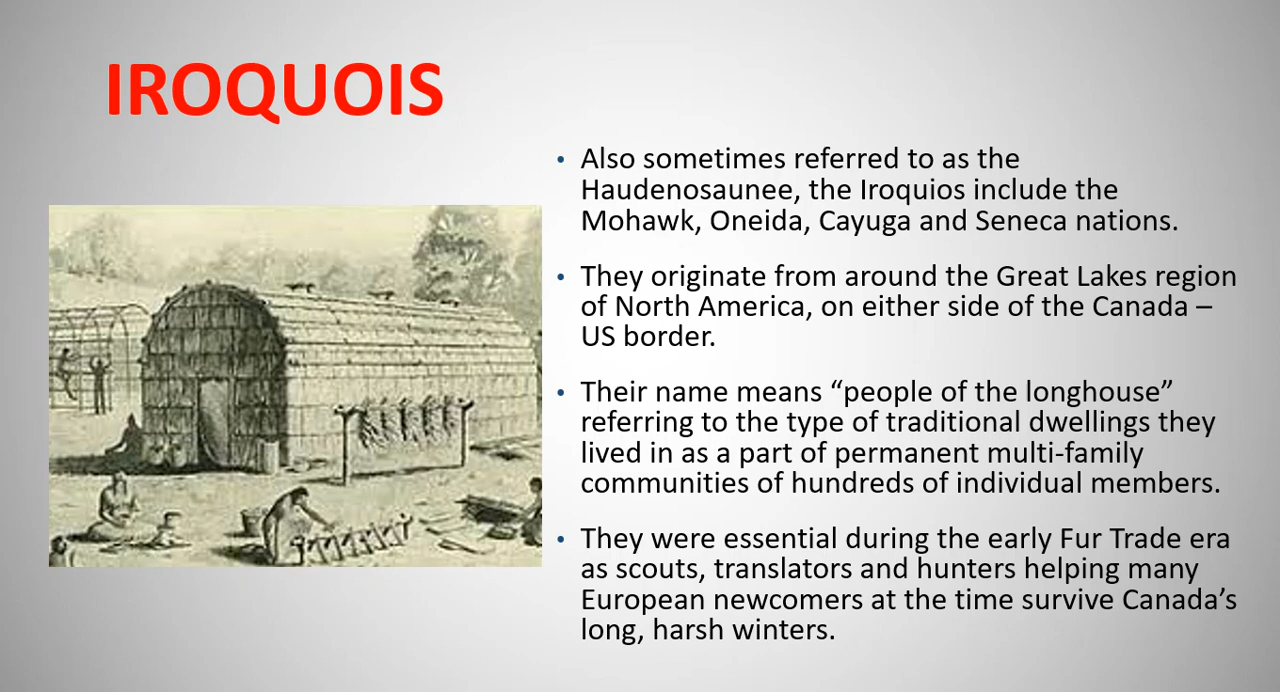 IROQUOIS
• Also sometimes referred to as the
Haudenosaunee, the Iroquios include the
Mohawk, Oneida, Cayuga and Seneca nations.
• They originate from around the Great Lakes region
of North America, on either side of the Canada –
US border.
• Their name means “people of the longhouse”
referring to the type of traditional dwellings they
lived in as a part of permanent multi-family
communities of hundreds of individual members.
• They were essential during the early Fur Trade era
as scouts, translators and hunters helping many
European newcomers at the time survive Canada’s
long, harsh winters.